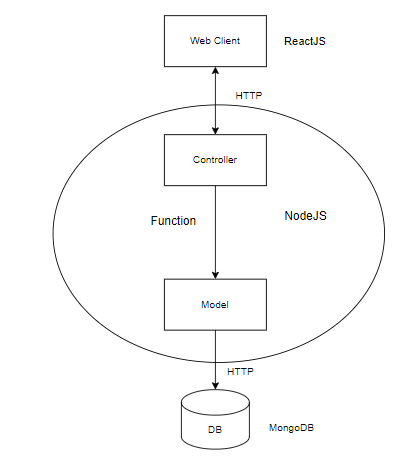 Web Client
ReactJS
HTTP
Controller
Function
NodeJS
Model
HTTP
DB
MongoDB